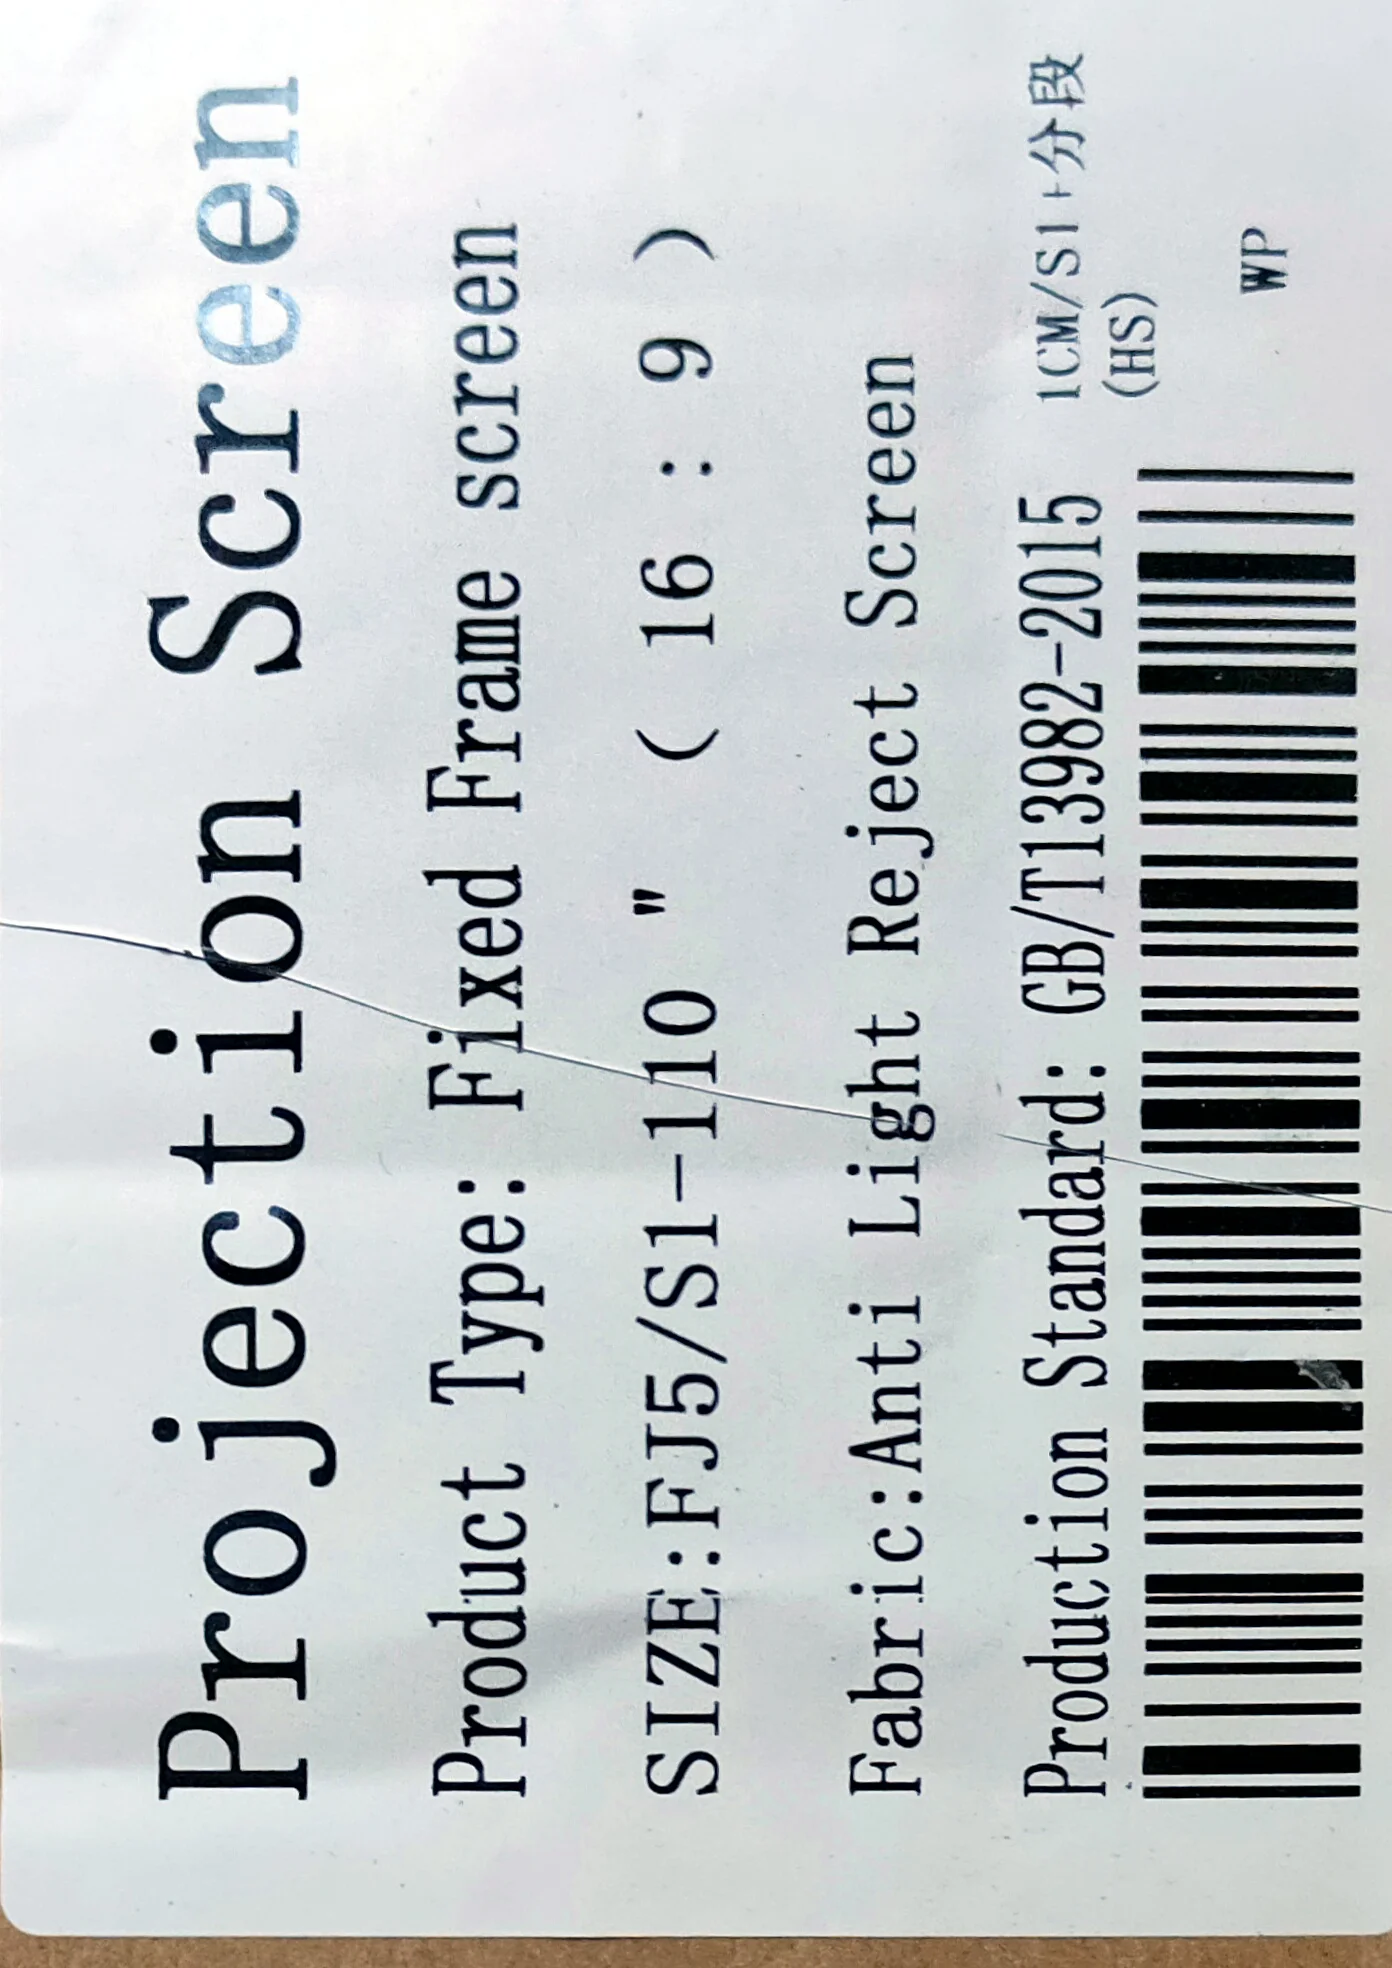 Projection Screen
Product Type: Fixed Frame screen
SIZE:FJ5/S1-110 " ( 16 : 9 )
Fabric:Anti Light Reject Screen
Production Standard: GB/T13982-2015
1CM/S1+分段
(HS)
WP